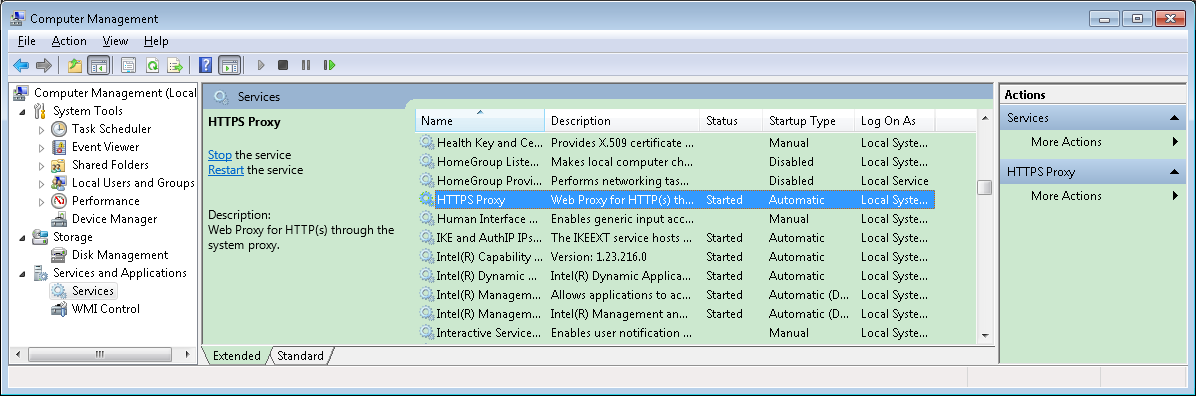 Computer Management
File Action View Help
Computer Management (Local
System Tools
Task Scheduler
Event Viewer
Shared Folders
Local Users and Groups
Performance
Device Manager
Storage
Disk Management
Services and Applications
Services
WMI Control
Services
HTTPS Proxy
Stop the service
Restart the service
Description:
Web Proxy for HTTP(s) through the
system proxy.
Name Description Status Startup Type Log On As
Health Key and Ce... Provides X.509 certificate ... Manual Local Syste...
HomeGroup Liste... Makes local computer ch... Disabled Local Syste...
HomeGroup Provi... Performs networking tas... Disabled Local Service
HTTPS Proxy Web Proxy for HTTP(s) th... Started Automatic Local Syste...
Human Interface ... Enables generic input acc... Manual Local Syste...
IKE and AuthIP IPs... The IKEEXT service hosts ... Started Automatic Local Syste...
Intel(R) Capability ... Version: 1.23.216.0 Started Automatic Local Syste...
Intel(R) Dynamic ... Intel(R) Dynamic Applica... Started Automatic Local Syste...
Intel(R) Managem... Allows applications to ac... Started Automatic (D... Local Syste...
Intel(R) Managem... Intel(R) Management an... Started Automatic (D... Local Syste...
Interactive Service... Enables user notification ... Manual Local Syste...
Extended Standard
Actions
Services
More Actions
HTTPS Proxy
More Actions